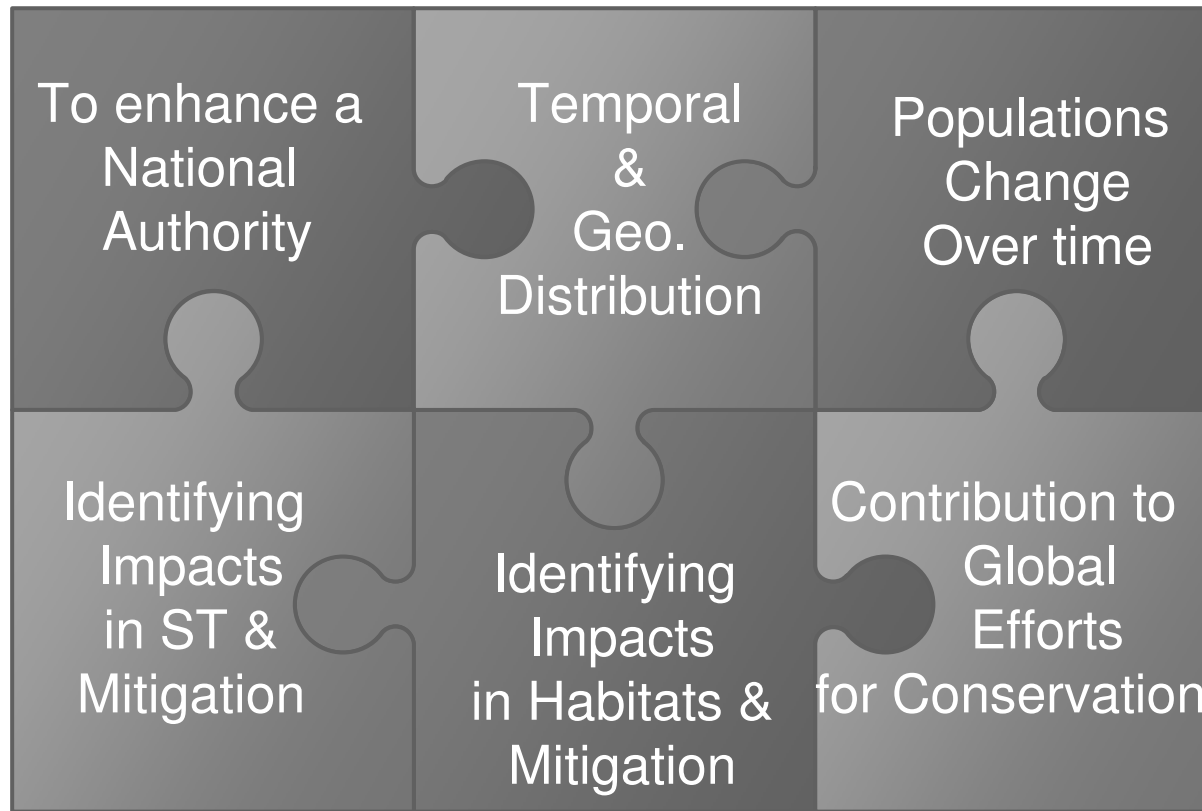 To enhance a
National
Authority
Temporal
&
Geo.
Distribution
Populations
Change
Over time
Identifying
Impacts
in ST &
Mitigation
Identifying
Impacts
in Habitats &
Mitigation
Contribution to
Global
Efforts
for Conservation